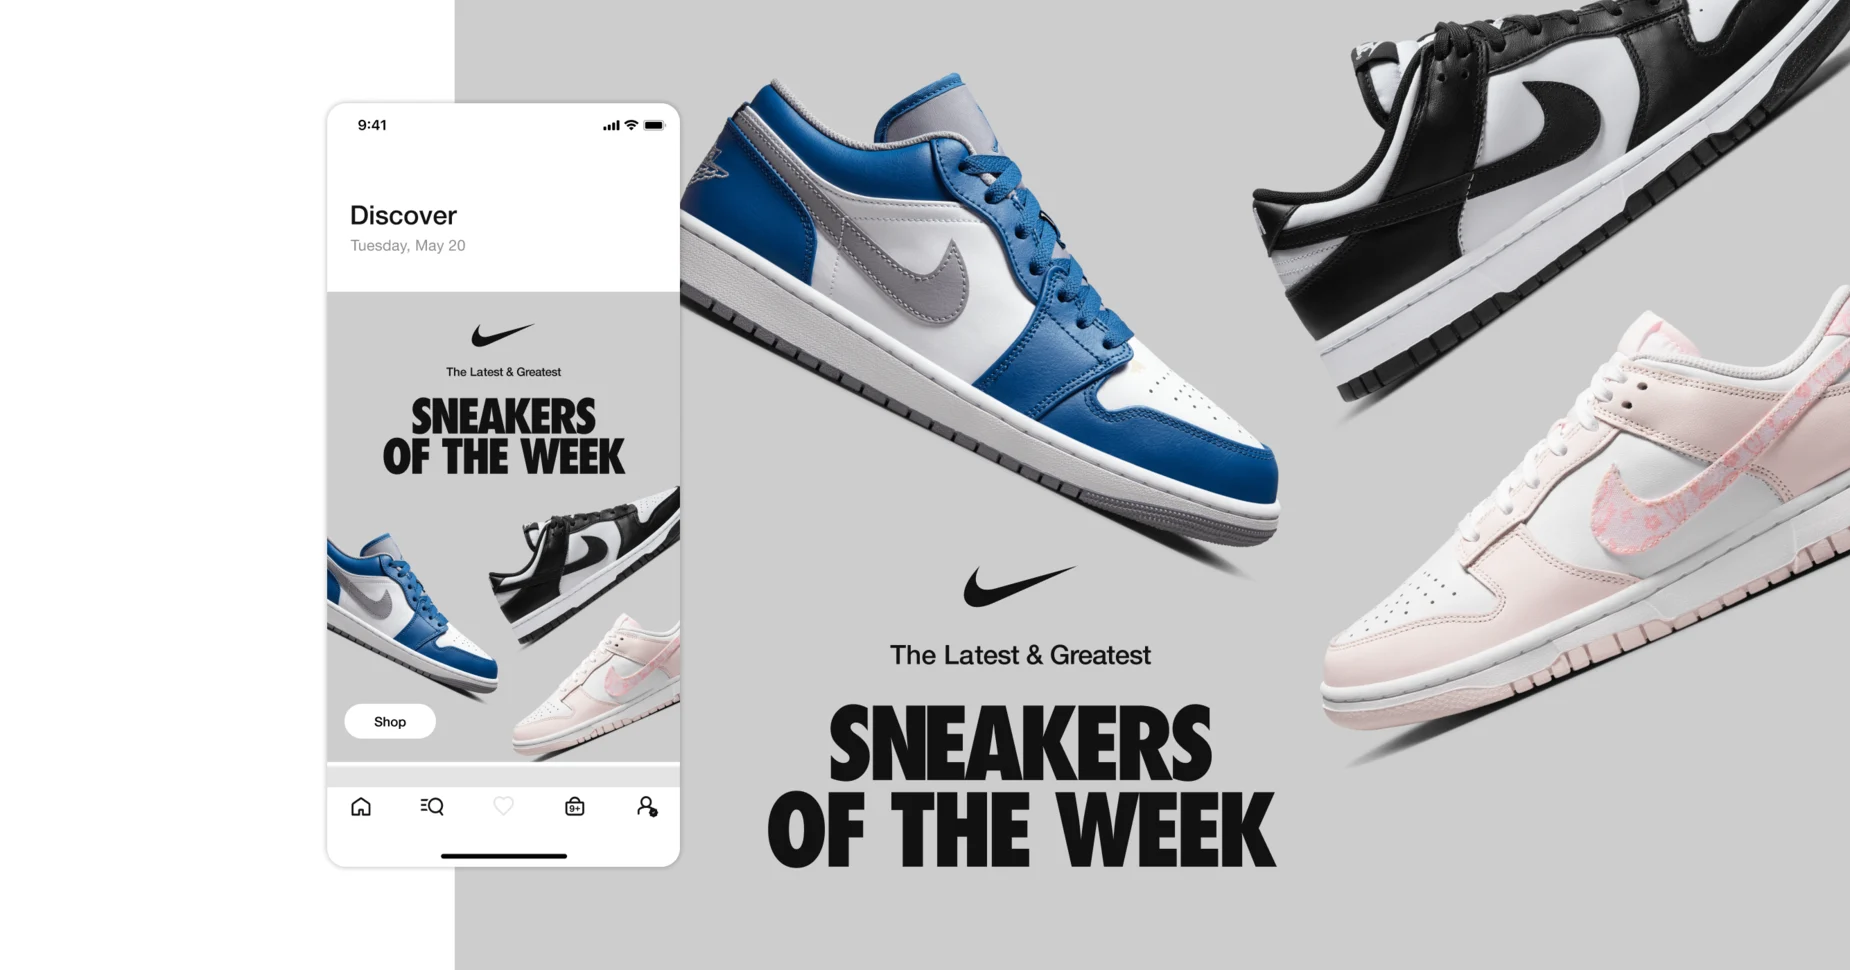 9:41
Discover
Tuesday, May 20
The Latest & Greatest
SNEAKERS
OF THE WEEK
Shop
9+
The Latest & Greatest
SNEAKERS
OF THE WEEK